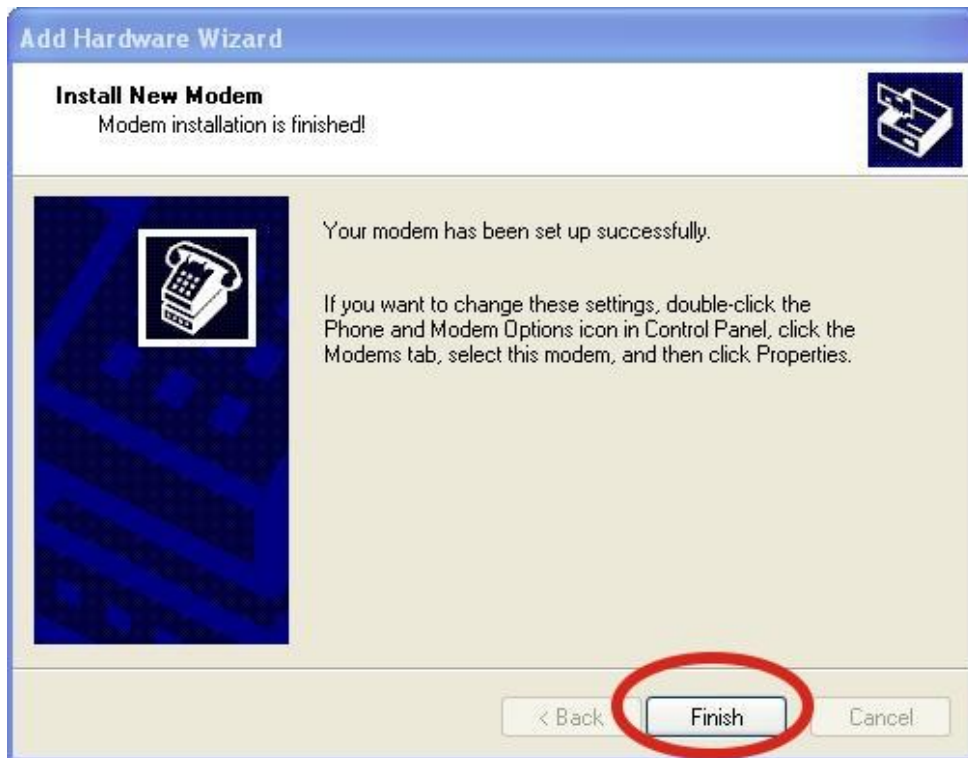 Add Hardware Wizard
Install New Modem
Modem installation is finished!
Your modem has been set up successfully.
If you want to change these settings, double-click the
Phone and Modem Options icon in Control Panel, click the
Modems tab, select this modem, and then click Properties.
< Back Finish Cancel